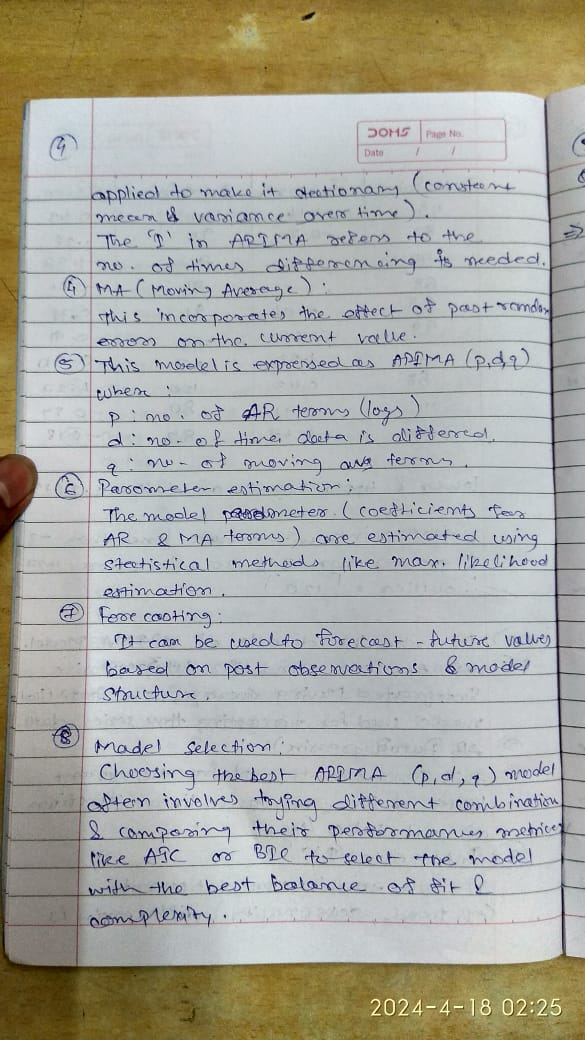 4
DOMS Page No.
Date / /
applied to make it stectionary (constant
mean & variance over time).
The 'I' in ARIMA refers to the
no. of times differencing is needed.
4 MA (Moving Average) :
This incorporates the effect of past random
errors on the current value.
5 This model is expressed as ARIMA (p,d,q)
where :
p : no. of AR terms (lags)
d : no. of times data is differed.
q : no. of moving avg terms.
6 Parameter estimation :
The model parameter (coefficients for
AR & MA terms) are estimated using
statistical methods like max. likelihood
estimation.
7 Fore casting :
It can be used to forecast future values
based on past observations & model
structure.
8 Model Selection :
Choosing the best ARIMA (p,d,q) model
often involves trying different combination
& comparing their performance metrices
like AIC or BIC to select the model
with the best balance of fit &
complexity.
2024-4-18 02:25